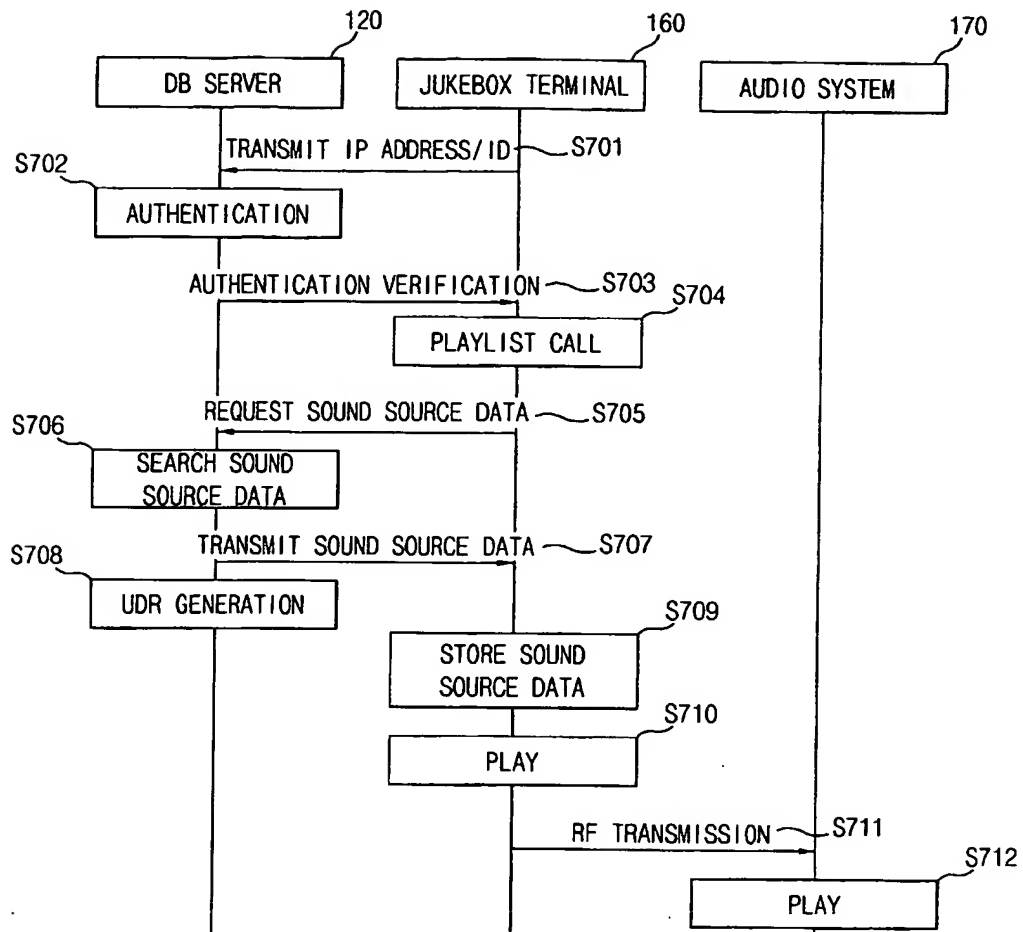 120
160
170
DB SERVER
JUKEBOX TERMINAL
AUDIO SYSTEM
TRANSMIT IP ADDRESS/ID
S701
S702
AUTHENTICATION
AUTHENTICATION VERIFICATION
S703
S704
PLAYLIST CALL
REQUEST SOUND SOURCE DATA
S705
S706
SEARCH SOUND
SOURCE DATA
TRANSMIT SOUND SOURCE DATA
S707
S708
UDR GENERATION
S709
STORE SOUND
SOURCE DATA
S710
PLAY
RF TRANSMISSION
S711
S712
PLAY